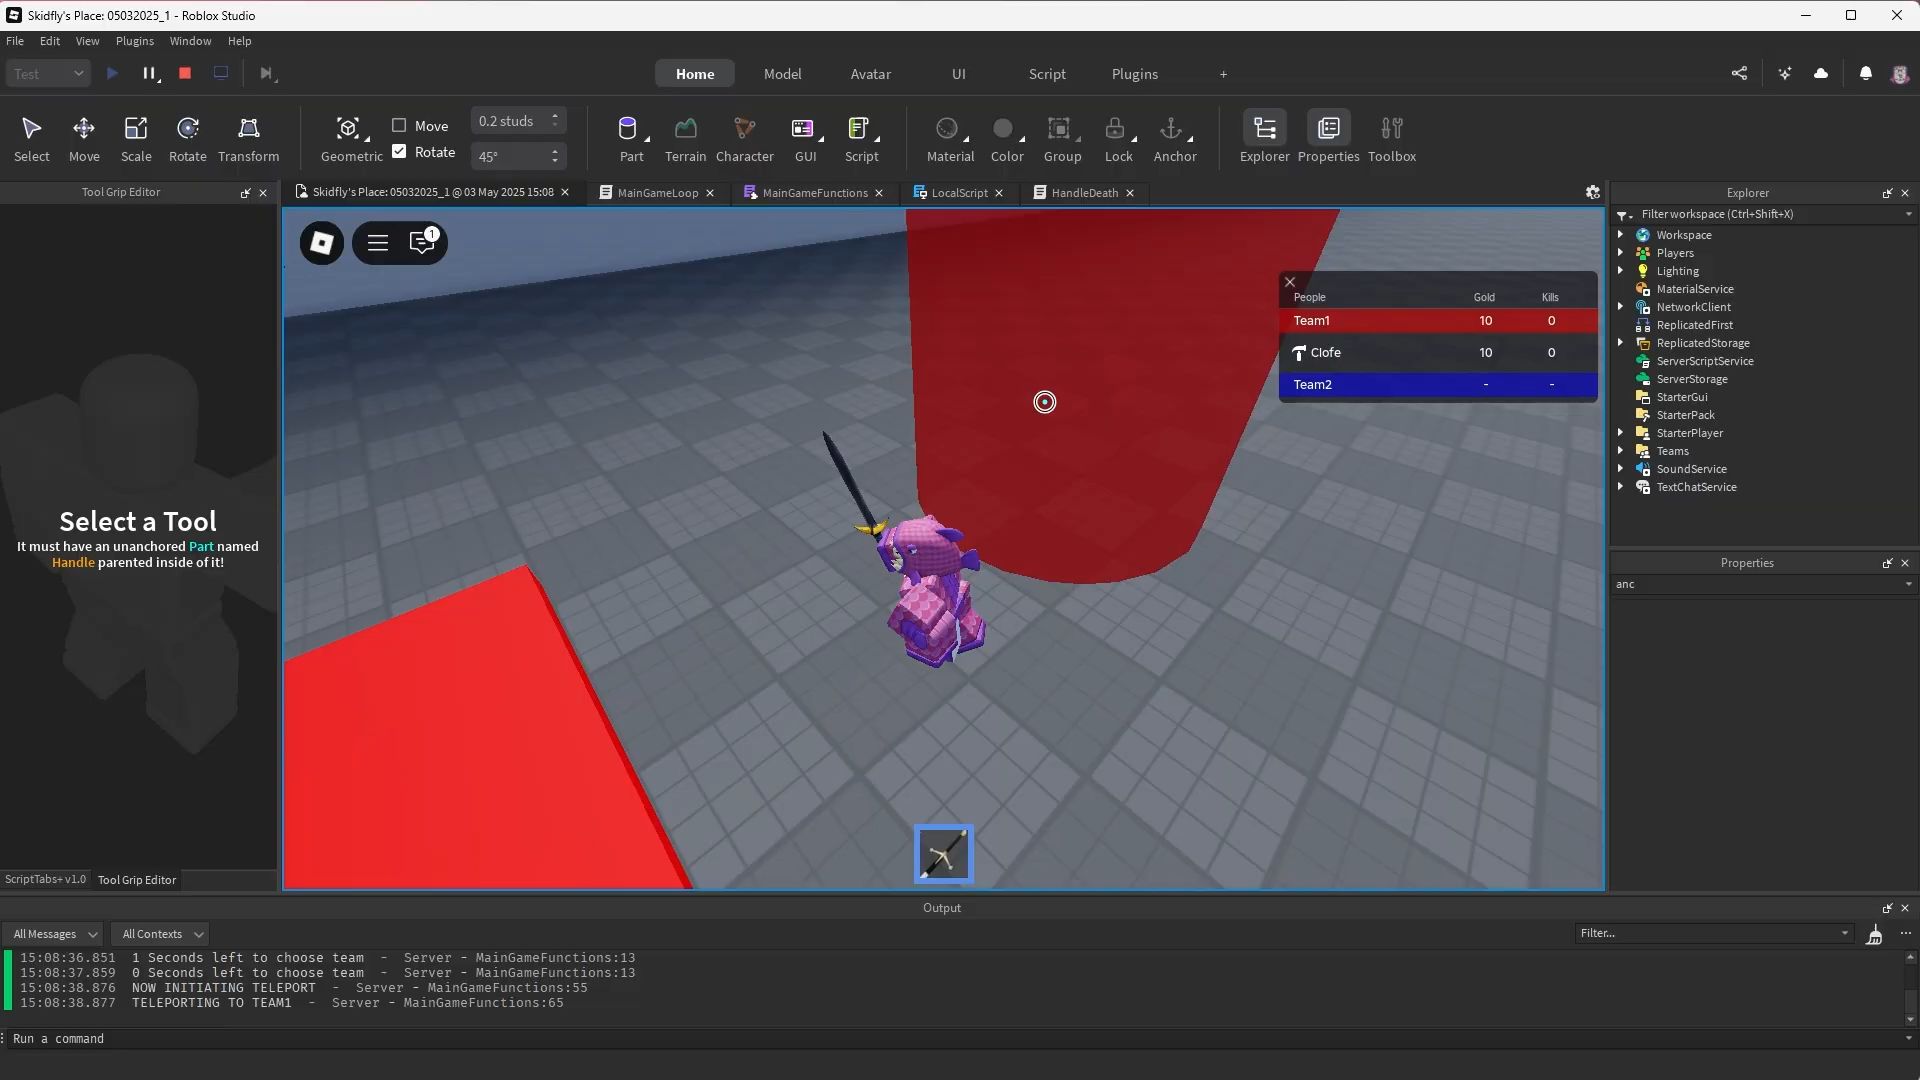 Skidfly's Place: 05032025_1 - Roblox Studio
File Edit View Plugins Window Help
Test
Home Model Avatar UI Script Plugins +
Select Move Scale Rotate Transform
Geometric
Move
Rotate
0.2 studs
45°
Part Terrain Character GUI Script
Material Color Group Lock Anchor
Explorer Properties Toolbox
Tool Grip Editor
Skidfly's Place: 05032025_1 @ 03 May 2025 15:08
MainGameLoop
MainGameFunctions
LocalScript
HandleDeath
Explorer
Filter workspace (Ctrl+Shift+X)
Workspace
Players
Lighting
MaterialService
NetworkClient
ReplicatedFirst
ReplicatedStorage
ServerScriptService
ServerStorage
StarterGui
StarterPack
StarterPlayer
Teams
SoundService
TextChatService
Properties
anc
1
People Gold Kills
Team1 10 0
Clofe 10 0
Team2 - -
Select a Tool
It must have an unanchored Part named
Handle parented inside of it!
ScriptTabs+ v1.0
Tool Grip Editor
Output
All Messages
All Contexts
Filter...
15:08:36.851 1 Seconds left to choose team - Server - MainGameFunctions:13
15:08:37.859 0 Seconds left to choose team - Server - MainGameFunctions:13
15:08:38.876 NOW INITIATING TELEPORT - Server - MainGameFunctions:55
15:08:38.877 TELEPORTING TO TEAM1 - Server - MainGameFunctions:65
Run a command